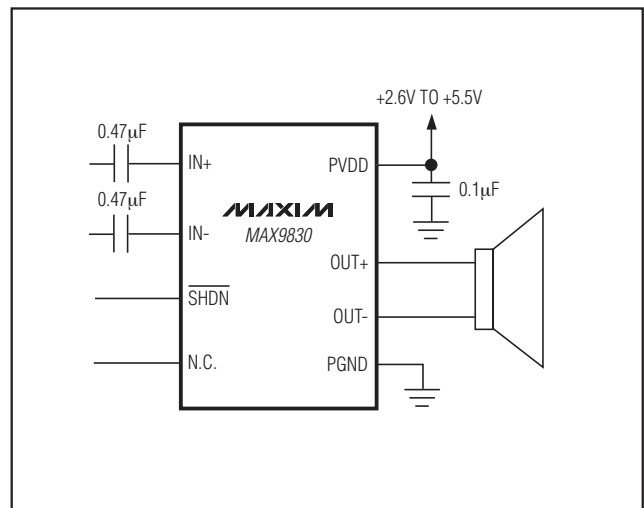 +2.6V TO +5.5V
0.47μF
IN+
PVDD
0.1μF
0.47μF
MAXIM
MAX9830
IN-
OUT+
SHDN
OUT-
N.C.
PGND